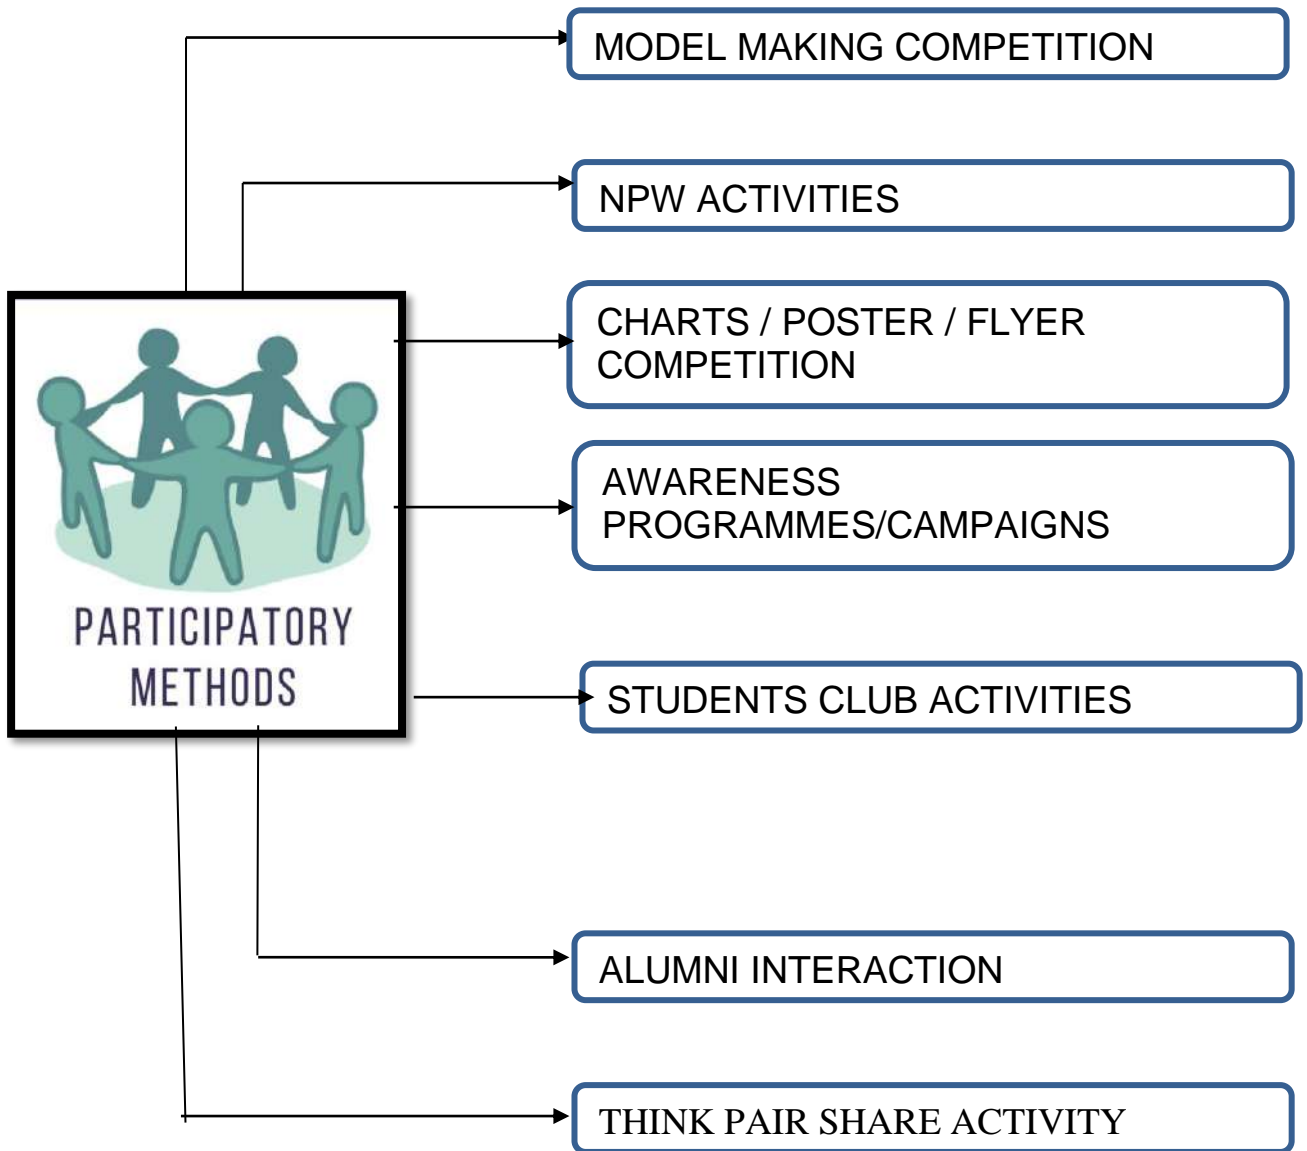 MODEL MAKING COMPETITION
NPW ACTIVITIES
CHARTS / POSTER / FLYER
COMPETITION
AWARENESS
PROGRAMMES/CAMPAIGNS
PARTICIPATORY
METHODS
STUDENTS CLUB ACTIVITIES
ALUMNI INTERACTION
THINK PAIR SHARE ACTIVITY